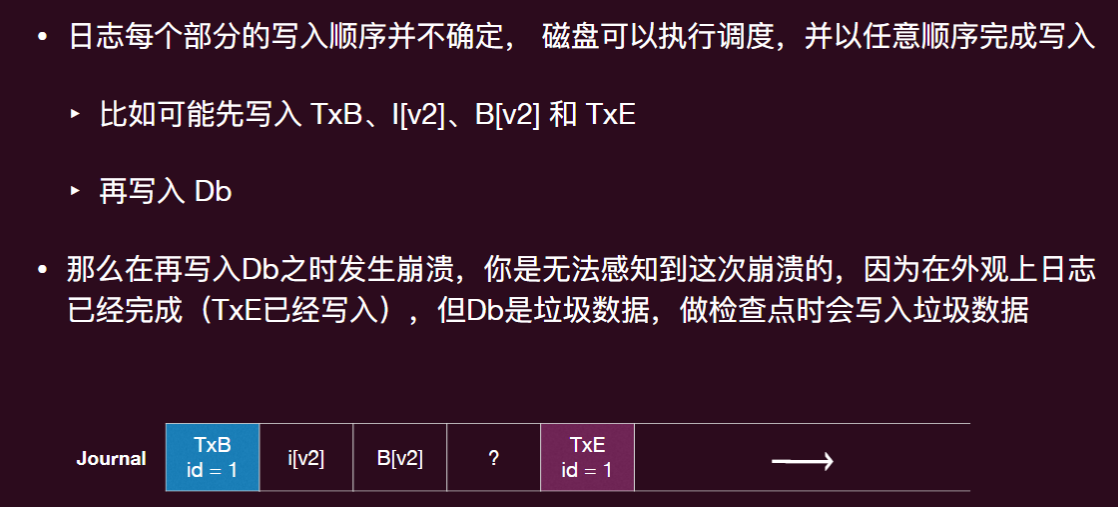 • 日志每个部分的写入顺序并不确定， 磁盘可以执行调度，并以任意顺序完成写入
‣ 比如可能先写入 TxB、I[v2]、B[v2] 和 TxE
‣ 再写入 Db
• 那么在再写入Db之时发生崩溃，你是无法感知到这次崩溃的，因为在外观上日志
已经完成（TxE已经写入），但Db是垃圾数据，做检查点时会写入垃圾数据
Journal TxB id = 1 i[v2] B[v2] ? TxE id = 1 →